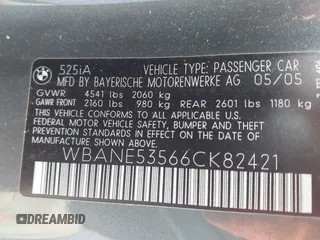 525iA VEHICLE TYPE: PASSENGER CAR
MFD BY BAYERISCHE MOTORENWERKE AG 05/05
GVWR 4541 lbs 2060 kg
GAWR FRONT 2160 lbs 980 kg REAR 2601 lbs 1180 kg
THIS VEHICLE CONFORMS TO ALL APPLICABLE
FEDERAL MOTOR VEHICLE SAFETY, BUMPER,
AND THEFT PREVENTION STANDARDS IN EFFECT ON THE
DATE OF MANUFACTURE SHOWN ABOVE.
WBANE53566CK82421
BIDDRAMBID